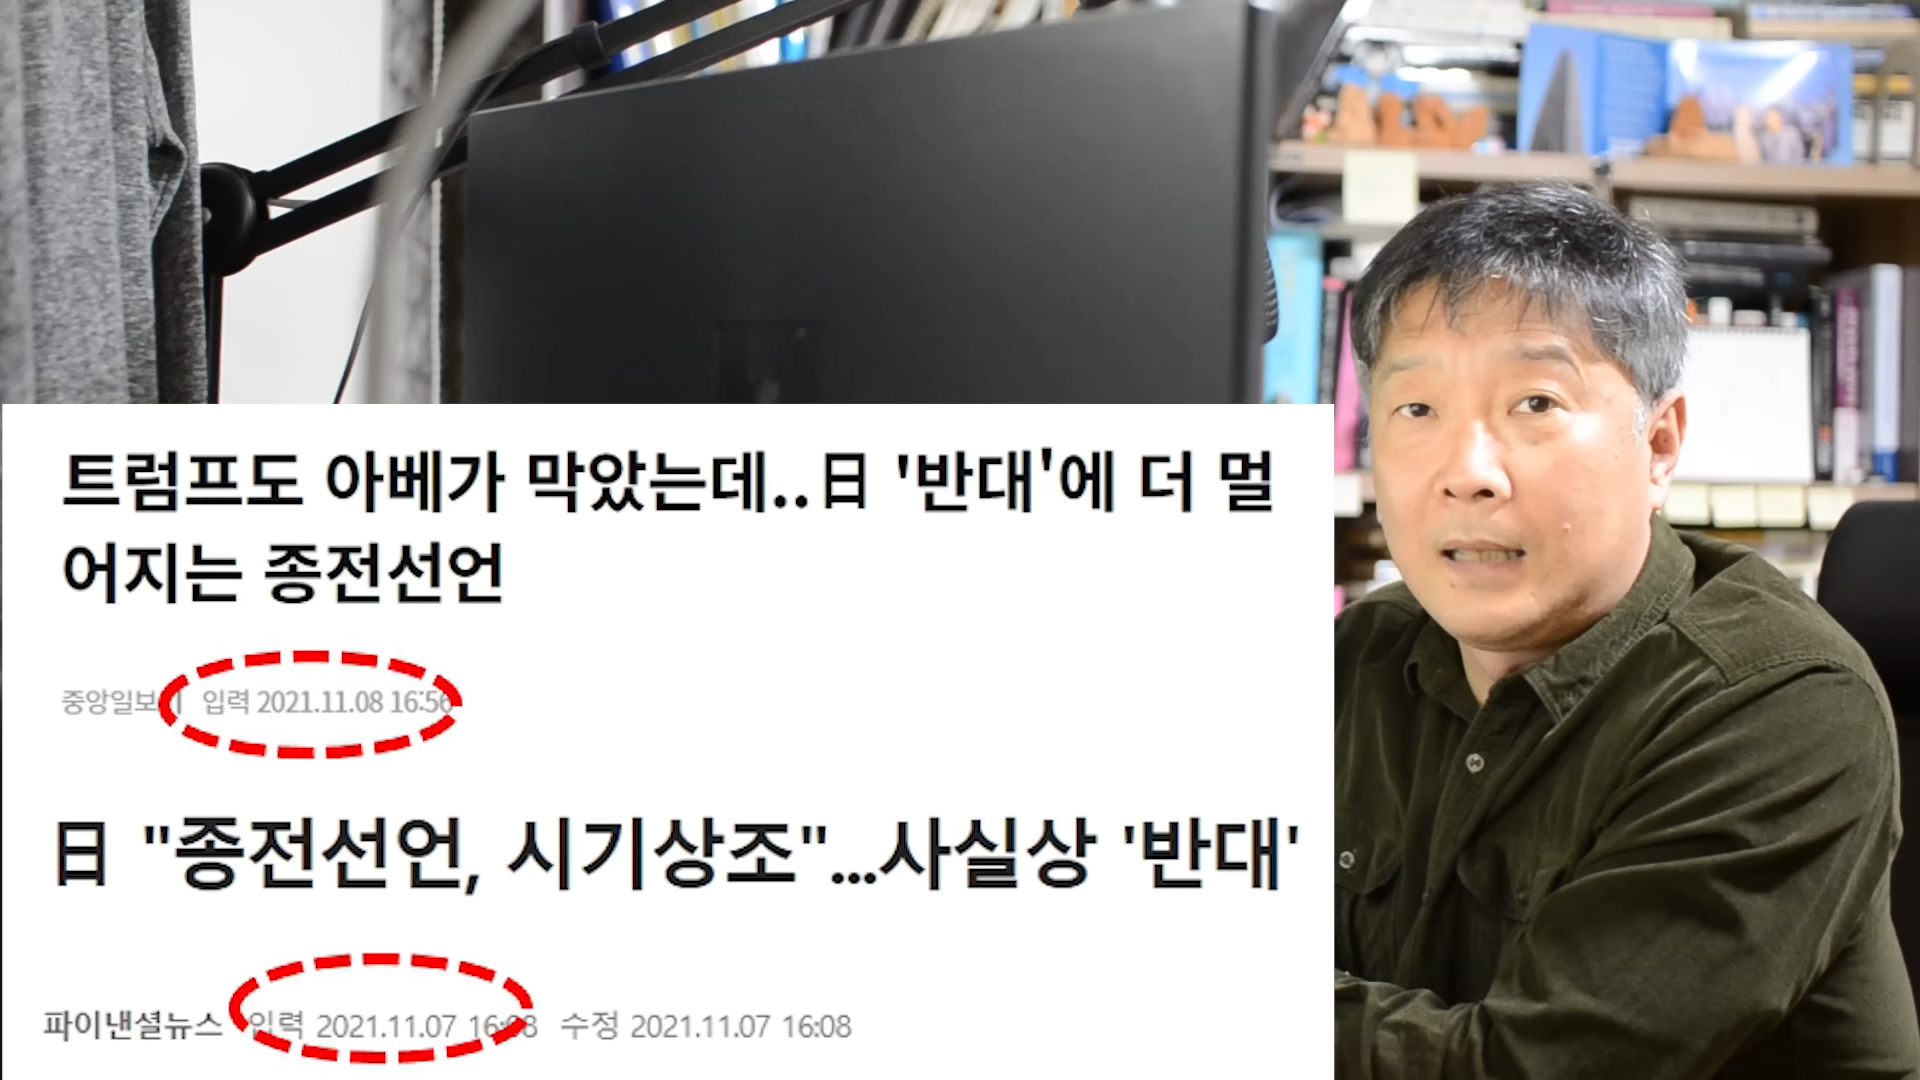 트럼프도 아베가 막았는데..日 '반대'에 더 멀
어지는 종전선언
중앙일보 입력 2021.11.08 16:56
日 "종전선언, 시기상조"...사실상 '반대'
파이낸셜뉴스 입력 2021.11.07 16:08 수정 2021.11.07 16:08